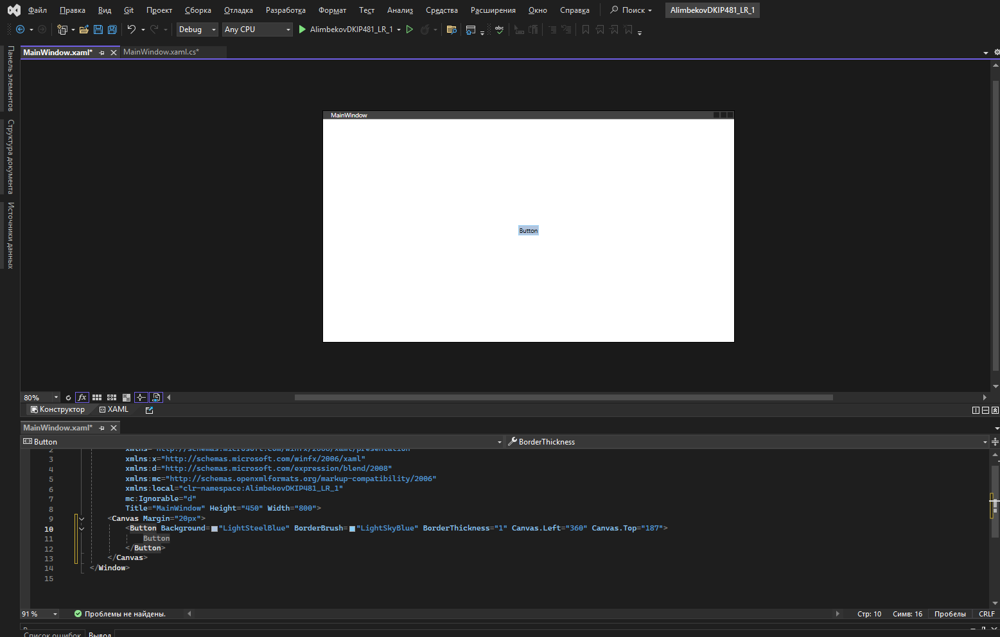 Файл Правка Вид Git Проект Сборка Отладка Разработка Формат Тест Анализ Средства Расширения Окно Справка Поиск AlimbekovDKIP481_LR_1
Debug Any CPU AlimbekovDKIP481_LR_1 abc
MainWindow.xaml* MainWindow.xaml.cs*
Панель элементов
Структура документа
Источники данных
MainWindow
Button
80% fx
Конструктор XAML
MainWindow.xaml*
Button BorderThickness
2 xmlns="http://schemas.microsoft.com/winfx/2006/xaml/presentation"
3 xmlns:x="http://schemas.microsoft.com/winfx/2006/xaml"
4 xmlns:d="http://schemas.microsoft.com/expression/blend/2008"
5 xmlns:mc="http://schemas.openxmlformats.org/markup-compatibility/2006"
6 xmlns:local="clr-namespace:AlimbekovDKIP481_LR_1"
7 mc:Ignorable="d"
8 Title="MainWindow" Height="450" Width="800">
9 <Canvas Margin="20px">
10 <Button Background="LightSteelBlue" BorderBrush="LightSkyBlue" BorderThickness="1" Canvas.Left="360" Canvas.Top="187">
11 Button
12 </Button>
13 </Canvas>
14 </Window>
15
91 % Проблемы не найдены. Стр: 10 Симв: 16 Пробелы CRLF
Список ошибок Вывод